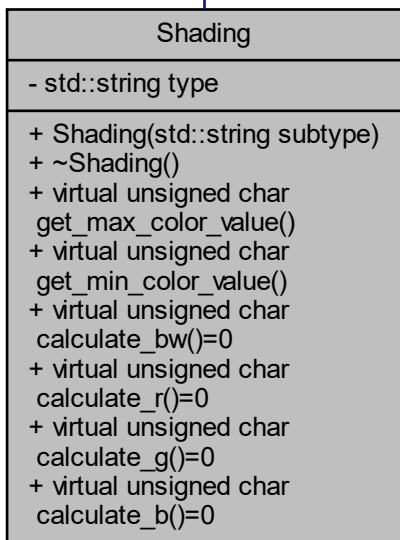 Shading
- std::string type
+ Shading(std::string subtype)
+ ~Shading()
+ virtual unsigned char
get_max_color_value()
+ virtual unsigned char
get_min_color_value()
+ virtual unsigned char
calculate_bw()=0
+ virtual unsigned char
calculate_r()=0
+ virtual unsigned char
calculate_g()=0
+ virtual unsigned char
calculate_b()=0